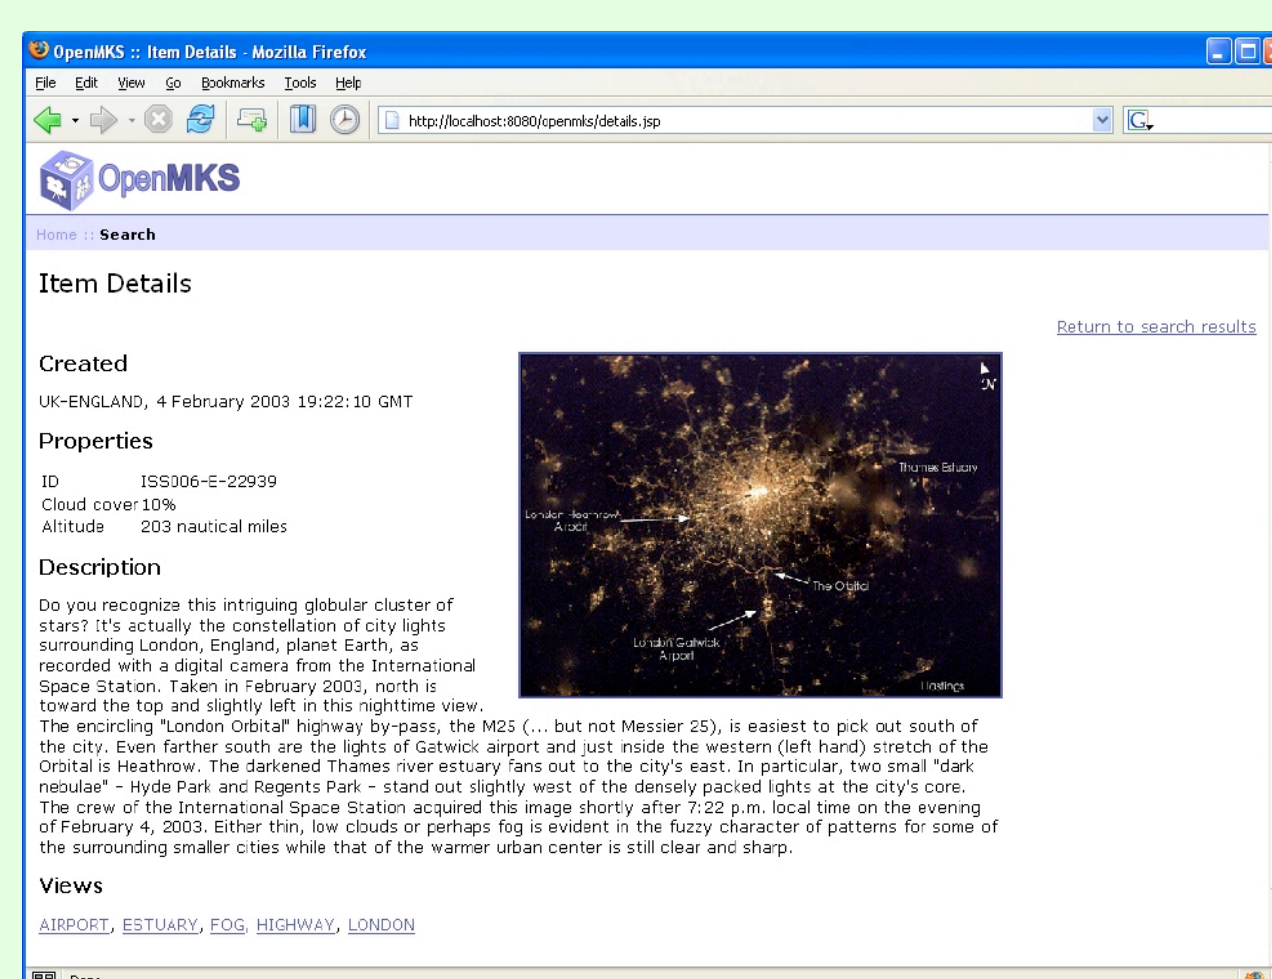 OpenMKS :: Item Details - Mozilla Firefox
File Edit View Go Bookmarks Tools Help
http://localhost:8080/openmks/details.jsp
G
OpenMKS
Home :: Search
Item Details
Return to search results
Created
UK-ENGLAND, 4 February 2003 19:22:10 GMT
Properties
ID ISS006-E-22939
Cloud cover 10%
Altitude 203 nautical miles
N
Thames Estuary
London Heathrow
Airport
The Orbital
London Gatwick
Airport
Hastings
Description
Do you recognize this intriguing globular cluster of
stars? It's actually the constellation of city lights
surrounding London, England, planet Earth, as
recorded with a digital camera from the International
Space Station. Taken in February 2003, north is
toward the top and slightly left in this nighttime view.
The encircling "London Orbital" highway by-pass, the M25 (... but not Messier 25), is easiest to pick out south of
the city. Even farther south are the lights of Gatwick airport and just inside the western (left hand) stretch of the
Orbital is Heathrow. The darkened Thames river estuary fans out to the city's east. In particular, two small "dark
nebulae" - Hyde Park and Regents Park - stand out slightly west of the densely packed lights at the city's core.
The crew of the International Space Station acquired this image shortly after 7:22 p.m. local time on the evening
of February 4, 2003. Either thin, low clouds or perhaps fog is evident in the fuzzy character of patterns for some of
the surrounding smaller cities while that of the warmer urban center is still clear and sharp.
Views
AIRPORT, ESTUARY, FOG, HIGHWAY, LONDON